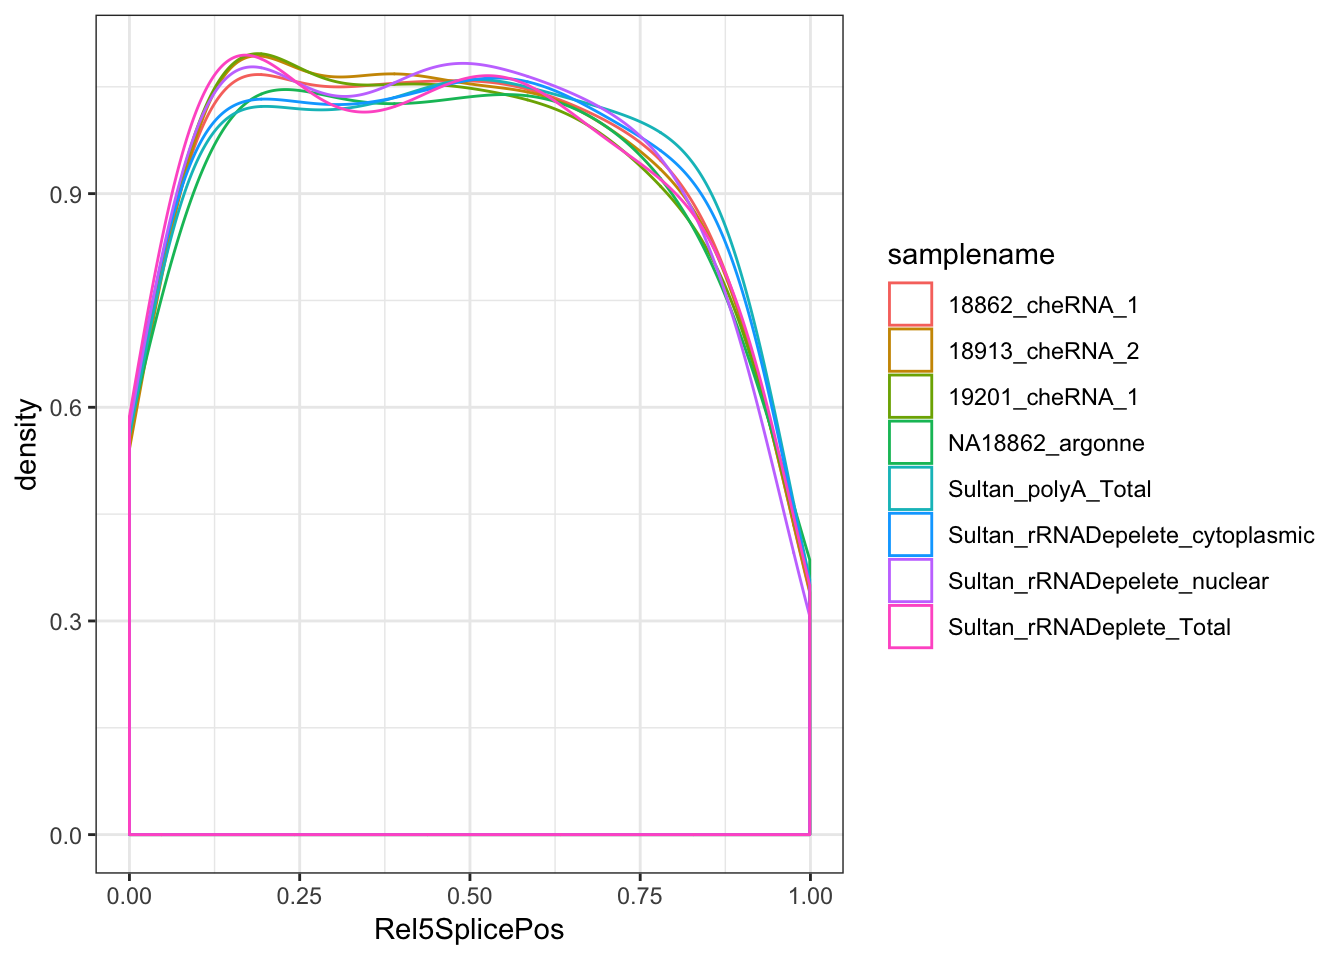 density
0.9
0.6
0.3
0.0
0.00 0.25 0.50 0.75 1.00
Rel5SplicePos
samplename
18862_cheRNA_1
18913_cheRNA_2
19201_cheRNA_1
NA18862_argonne
Sultan_polyA_Total
Sultan_rRNADepelete_cytoplasmic
Sultan_rRNADepelete_nuclear
Sultan_rRNADeplete_Total